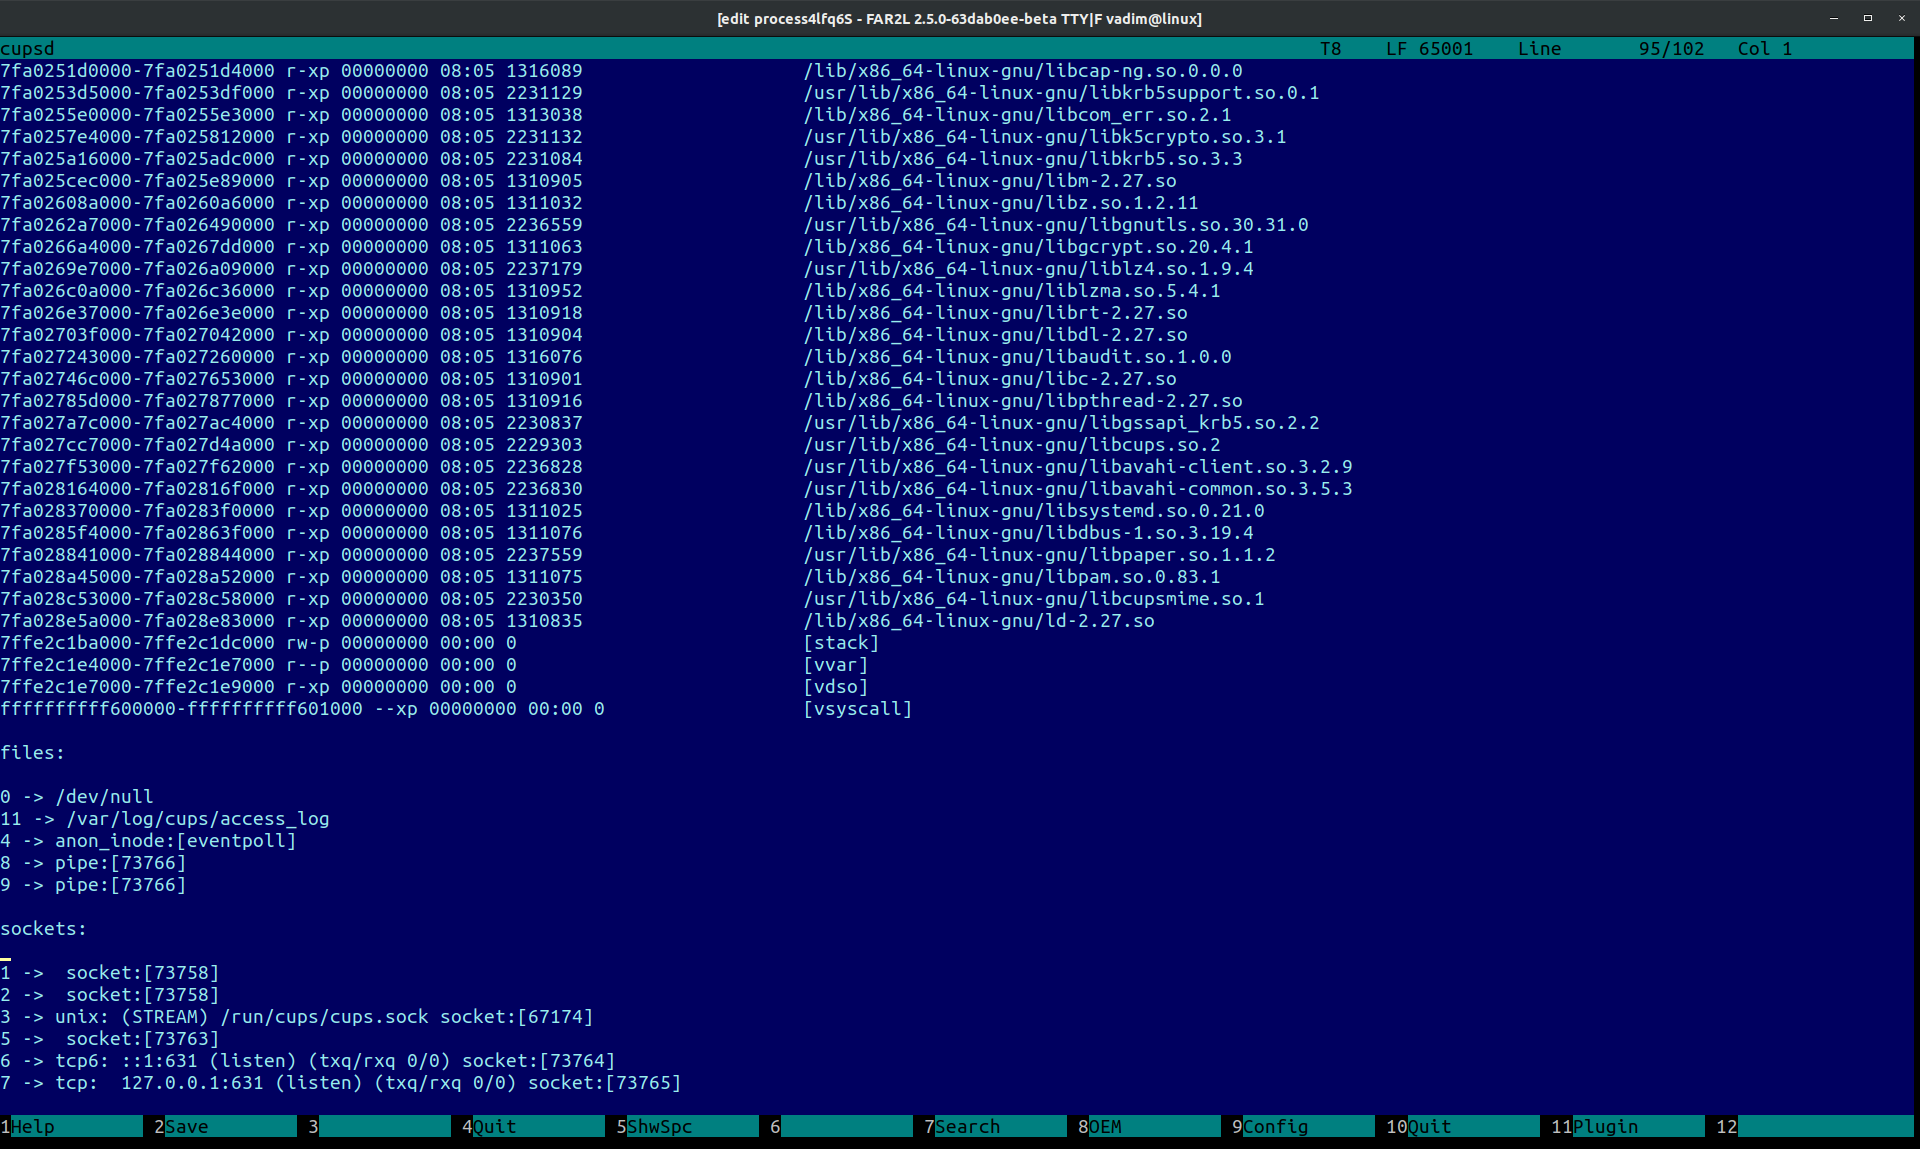 [edit process4lfq6S - FAR2L 2.5.0-63dab0ee-beta TTY|F vadim@linux]
cupsd T8 LF 65001 Line 95/102 Col 1
7fa0251d0000-7fa0251d4000 r-xp 00000000 08:05 1316089 /lib/x86_64-linux-gnu/libcap-ng.so.0.0.0
7fa0253d5000-7fa0253df000 r-xp 00000000 08:05 2231129 /usr/lib/x86_64-linux-gnu/libkrb5support.so.0.1
7fa0255e0000-7fa0255e3000 r-xp 00000000 08:05 1313038 /lib/x86_64-linux-gnu/libcom_err.so.2.1
7fa0257e4000-7fa025812000 r-xp 00000000 08:05 2231132 /usr/lib/x86_64-linux-gnu/libk5crypto.so.3.1
7fa025a16000-7fa025adc000 r-xp 00000000 08:05 2231084 /usr/lib/x86_64-linux-gnu/libkrb5.so.3.3
7fa025cec000-7fa025e89000 r-xp 00000000 08:05 1310905 /lib/x86_64-linux-gnu/libm-2.27.so
7fa02608a000-7fa0260a6000 r-xp 00000000 08:05 1311032 /lib/x86_64-linux-gnu/libz.so.1.2.11
7fa0262a7000-7fa026490000 r-xp 00000000 08:05 2236559 /usr/lib/x86_64-linux-gnu/libgnutls.so.30.31.0
7fa0266a4000-7fa0267dd000 r-xp 00000000 08:05 1311063 /lib/x86_64-linux-gnu/libgcrypt.so.20.4.1
7fa0269e7000-7fa026a09000 r-xp 00000000 08:05 2237179 /usr/lib/x86_64-linux-gnu/liblz4.so.1.9.4
7fa026c0a000-7fa026c36000 r-xp 00000000 08:05 1310952 /lib/x86_64-linux-gnu/liblzma.so.5.4.1
7fa026e37000-7fa026e3e000 r-xp 00000000 08:05 1310918 /lib/x86_64-linux-gnu/librt-2.27.so
7fa02703f000-7fa027042000 r-xp 00000000 08:05 1310904 /lib/x86_64-linux-gnu/libdl-2.27.so
7fa027243000-7fa027260000 r-xp 00000000 08:05 1316076 /lib/x86_64-linux-gnu/libaudit.so.1.0.0
7fa02746c000-7fa027653000 r-xp 00000000 08:05 1310901 /lib/x86_64-linux-gnu/libc-2.27.so
7fa02785d000-7fa027877000 r-xp 00000000 08:05 1310916 /lib/x86_64-linux-gnu/libpthread-2.27.so
7fa027a7c000-7fa027ac4000 r-xp 00000000 08:05 2230837 /usr/lib/x86_64-linux-gnu/libgssapi_krb5.so.2.2
7fa027cc7000-7fa027d4a000 r-xp 00000000 08:05 2229303 /usr/lib/x86_64-linux-gnu/libcups.so.2
7fa027f53000-7fa027f62000 r-xp 00000000 08:05 2236828 /usr/lib/x86_64-linux-gnu/libavahi-client.so.3.2.9
7fa028164000-7fa02816f000 r-xp 00000000 08:05 2236830 /usr/lib/x86_64-linux-gnu/libavahi-common.so.3.5.3
7fa028370000-7fa0283f0000 r-xp 00000000 08:05 1311025 /lib/x86_64-linux-gnu/libsystemd.so.0.21.0
7fa0285f4000-7fa02863f000 r-xp 00000000 08:05 1311076 /lib/x86_64-linux-gnu/libdbus-1.so.3.19.4
7fa028841000-7fa028844000 r-xp 00000000 08:05 2237559 /usr/lib/x86_64-linux-gnu/libpaper.so.1.1.2
7fa028a45000-7fa028a52000 r-xp 00000000 08:05 1311075 /lib/x86_64-linux-gnu/libpam.so.0.83.1
7fa028c53000-7fa028c58000 r-xp 00000000 08:05 2230350 /usr/lib/x86_64-linux-gnu/libcupsmime.so.1
7fa028e5a000-7fa028e83000 r-xp 00000000 08:05 1310835 /lib/x86_64-linux-gnu/ld-2.27.so
7ffe2c1ba000-7ffe2c1dc000 rw-p 00000000 00:00 0 [stack]
7ffe2c1e4000-7ffe2c1e7000 r--p 00000000 00:00 0 [vvar]
7ffe2c1e7000-7ffe2c1e9000 r-xp 00000000 00:00 0 [vdso]
ffffffffff600000-ffffffffff601000 --xp 00000000 00:00 0 [vsyscall]
files:
0 -> /dev/null
11 -> /var/log/cups/access_log
4 -> anon_inode:[eventpoll]
8 -> pipe:[73766]
9 -> pipe:[73766]
sockets:
1 -> socket:[73758]
2 -> socket:[73758]
3 -> unix: (STREAM) /run/cups/cups.sock socket:[67174]
5 -> socket:[73763]
6 -> tcp6: ::1:631 (listen) (txq/rxq 0/0) socket:[73764]
7 -> tcp: 127.0.0.1:631 (listen) (txq/rxq 0/0) socket:[73765]
1Help 2Save 3 4Quit 5ShwSpc 6 7Search 8OEM 9Config 10Quit 11Plugin 12